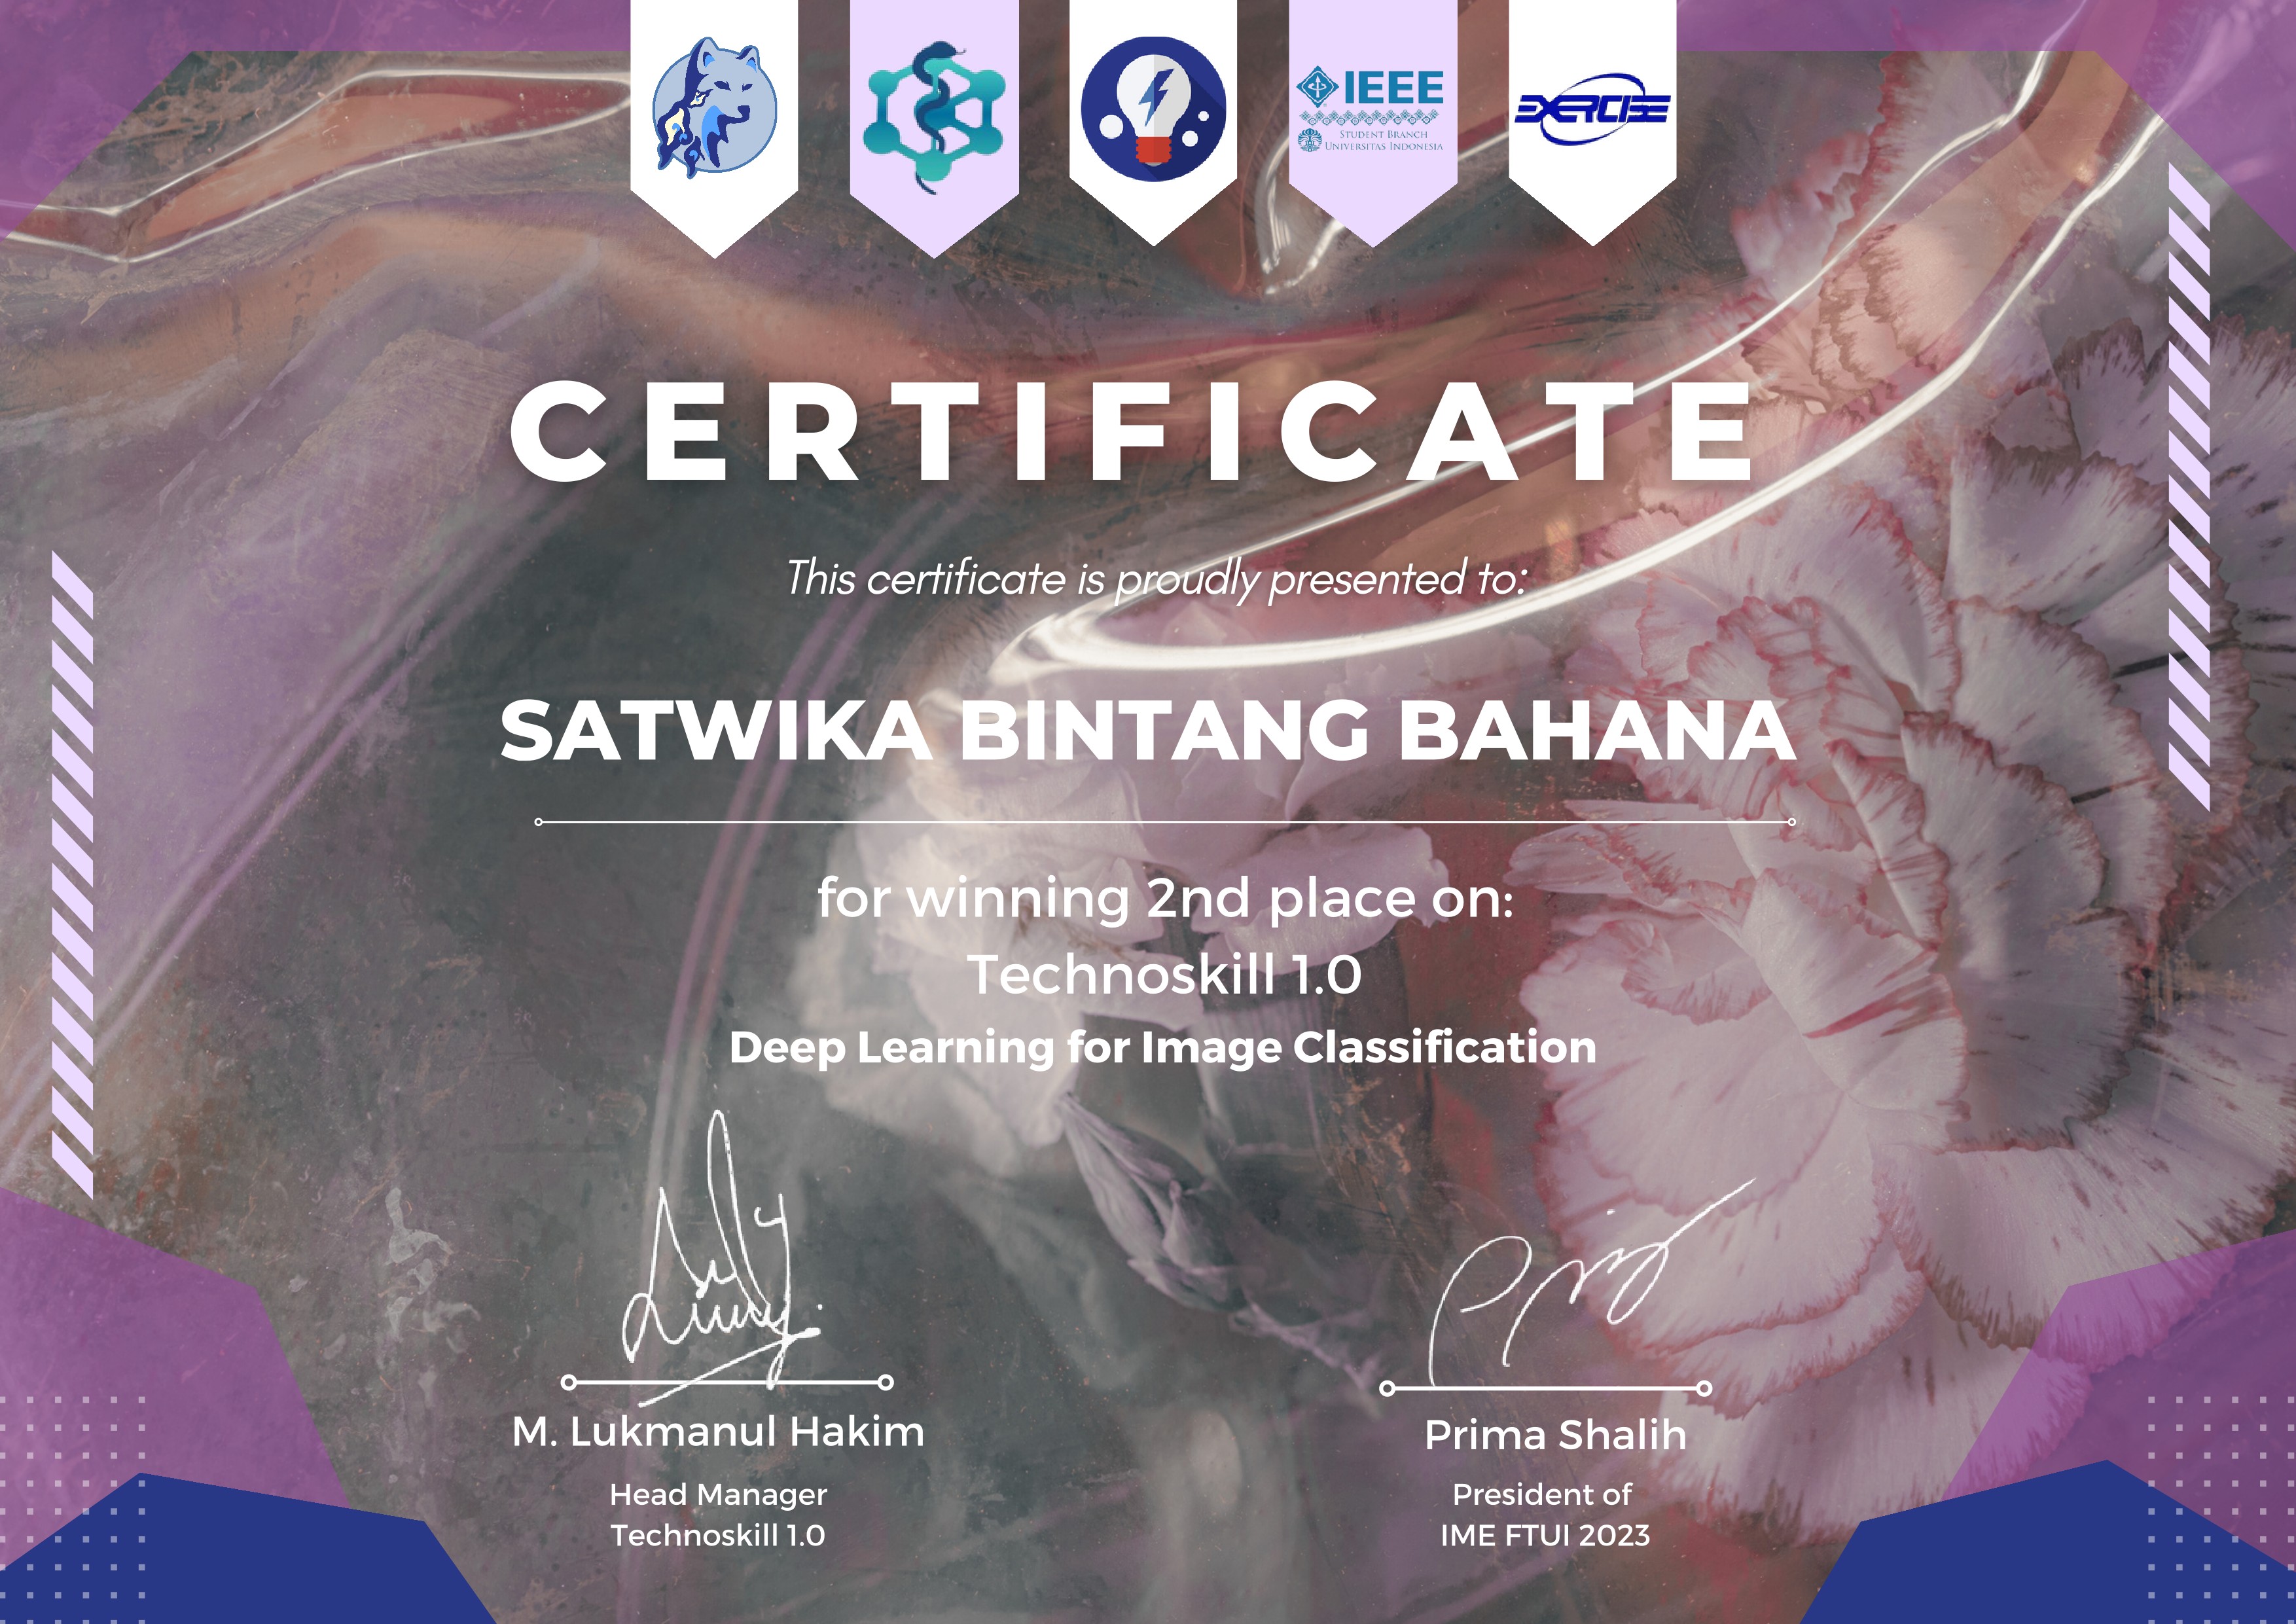 IEEE
STUDENT BRANCH
UNIVERSITAS INDONESIA
EXERCISE
CERTIFICATE
This certificate is proudly presented to:
SATWIKA BINTANG BAHANA
for winning 2nd place on:
Technoskill 1.0
Deep Learning for Image Classification
M. Lukmanul Hakim
Head Manager
Technoskill 1.0
Prima Shalih
President of
IME FTUI 2023